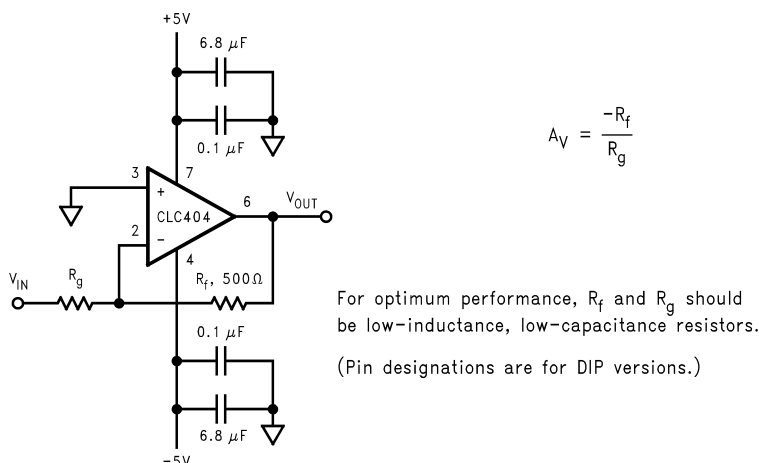 +5V
6.8 μF
0.1 μF
3
7
+
CLC404
6
V_OUT
2
−
4
V_IN
R_g
R_f, 500Ω
0.1 μF
6.8 μF
−5V
A_V = −R_f / R_g
For optimum performance, R_f and R_g should
be low−inductance, low−capacitance resistors.
(Pin designations are for DIP versions.)